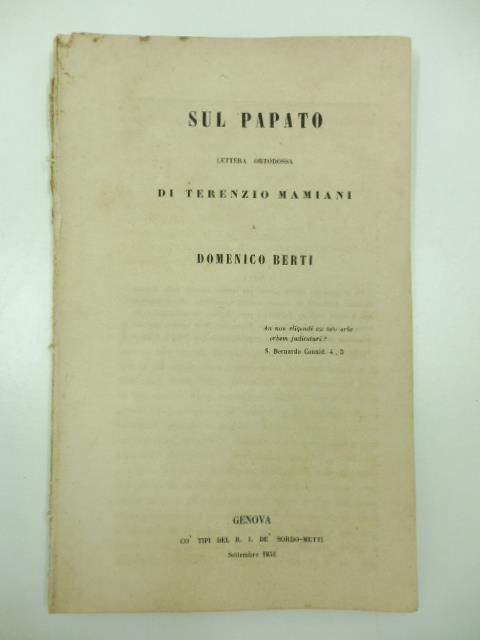 SUL PAPATO
LETTERA ORTODOSSA
DI TERENZIO MAMIANI
A
DOMENICO BERTI
An non eligendi ex toto orbe
orbem judicaturi?
S. Bernardo Consid. 4, 3
GENOVA
CO' TIPI DEL R. I. DE' SORDO-MUTI
Settembre 1851